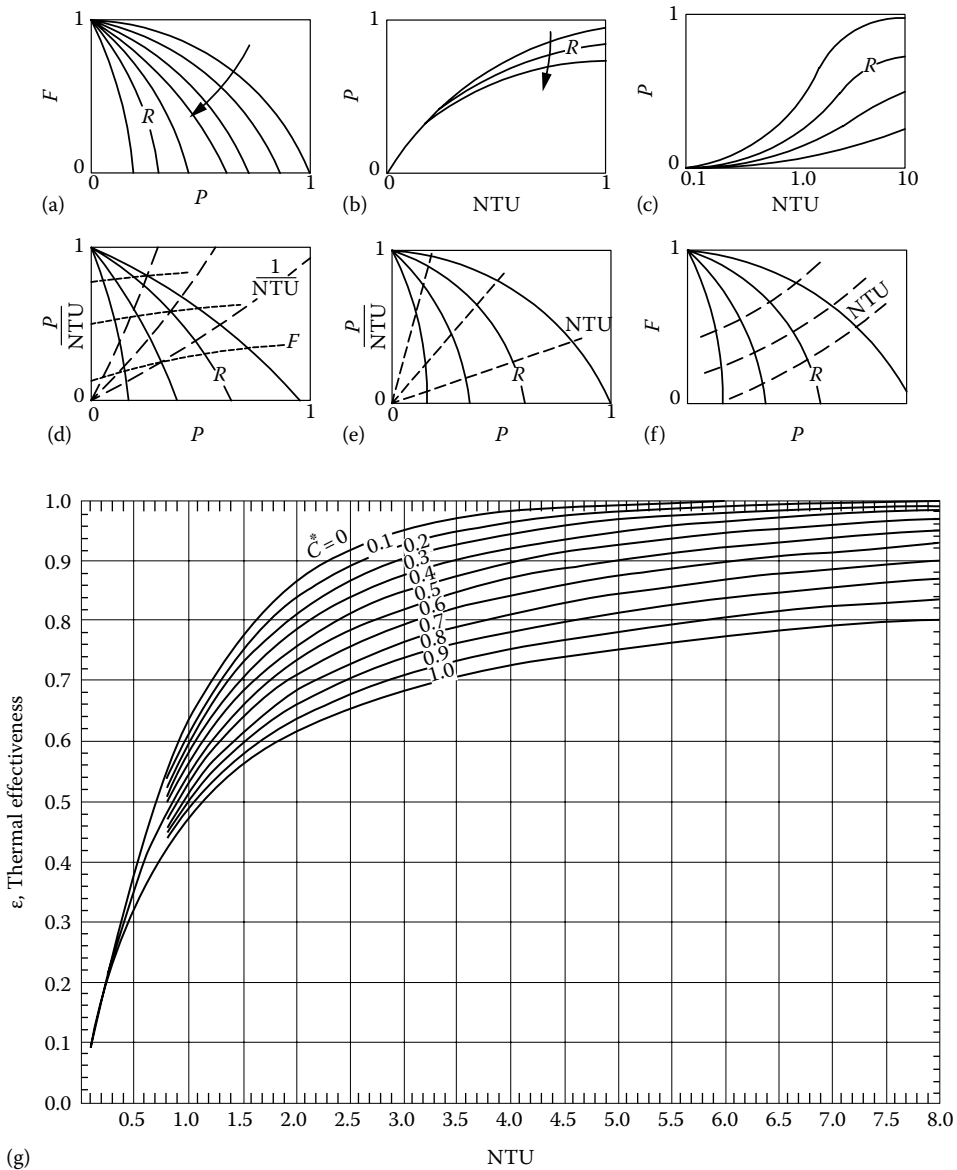 1
F
R
0
0
P
1
(a)
1
P
R
0
0
NTU
1
(b)
1
P
R
0
0.1
1.0
10
NTU
(c)
1
P
NTU
1
NTU
F
R
0
0
P
1
(d)
1
P
NTU
NTU
R
0
0
P
1
(e)
1
F
NTU
R
0
P
(f)
ε, Thermal effectiveness
1.0
0.9
0.8
0.7
0.6
0.5
0.4
0.3
0.2
0.1
0.0
C* = 0
0.1
0.2
0.3
0.4
0.5
0.6
0.7
0.8
0.9
1.0
0.5 1.0 1.5 2.0 2.5 3.0 3.5 4.0 4.5 5.0 5.5 6.0 6.5 7.0 7.5 8.0
NTU
(g)